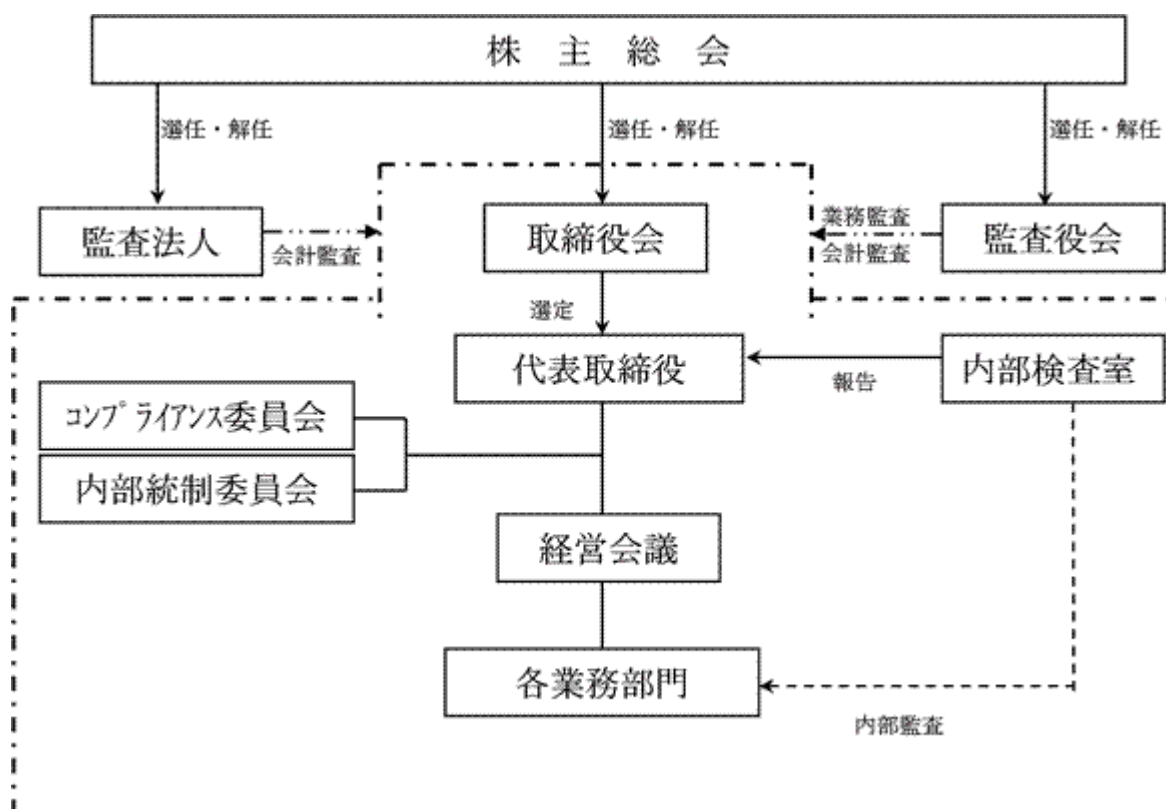 株 主 総 会
選任・解任
選任・解任
選任・解任
監査法人
会計監査
取締役会
業務監査
会計監査
監査役会
選定
代表取締役
報告
内部検査室
コンプライアンス委員会
内部統制委員会
経営会議
各業務部門
内部監査